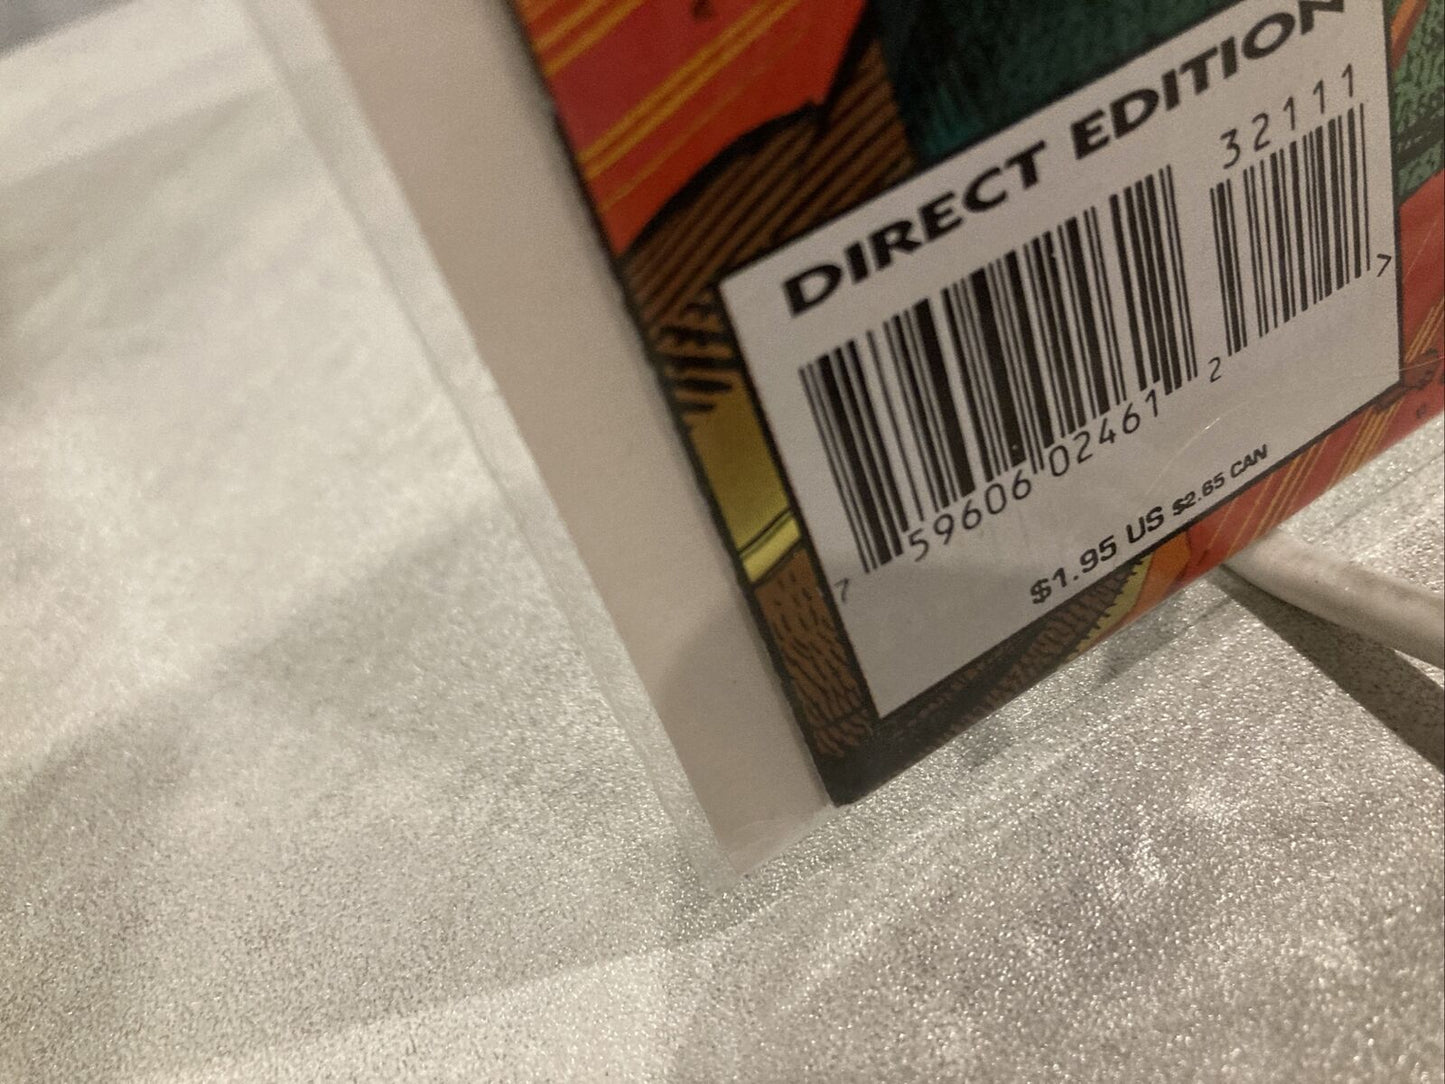 DIRECT EDITION
32111
7 59606 02461 2
7
$1.95 US $2.65 CAN